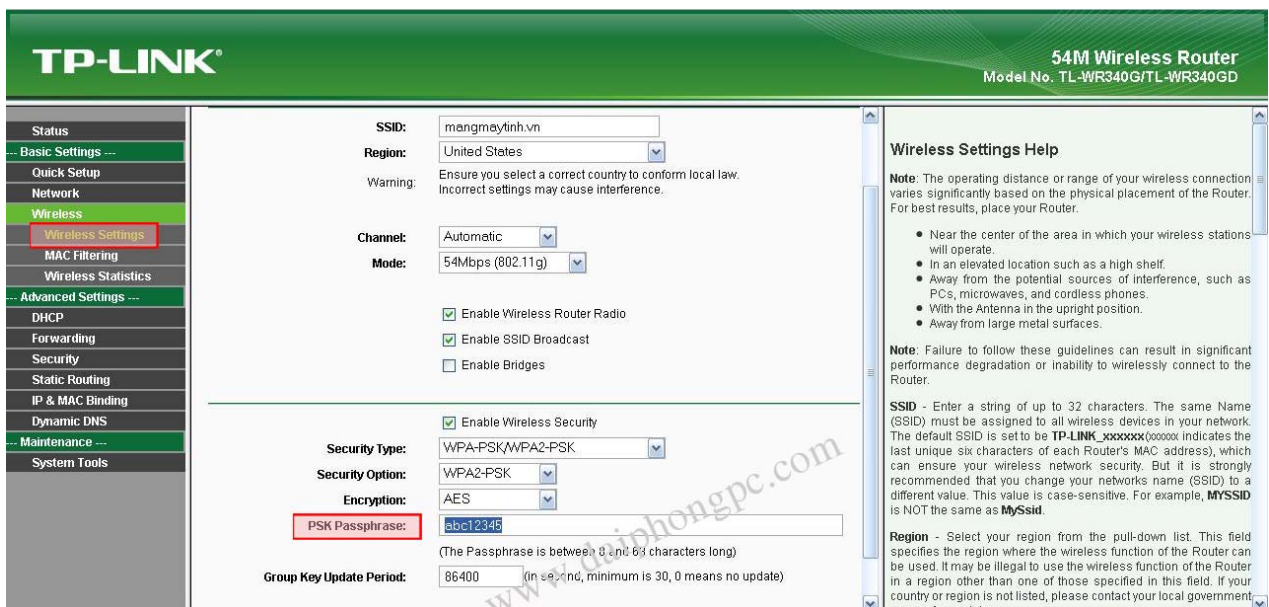 TP-LINK®
54M Wireless Router
Model No. TL-WR340G/TL-WR340GD
Status
--- Basic Settings ---
Quick Setup
Network
Wireless
Wireless Settings
MAC Filtering
Wireless Statistics
--- Advanced Settings ---
DHCP
Forwarding
Security
Static Routing
IP & MAC Binding
Dynamic DNS
--- Maintenance ---
System Tools
SSID: mangmaytinh.vn
Region: United States
Warning: Ensure you select a correct country to conform local law.
Incorrect settings may cause interference.
Channel: Automatic
Mode: 54Mbps (802.11g)
Enable Wireless Router Radio
Enable SSID Broadcast
Enable Bridges
Enable Wireless Security
Security Type: WPA-PSK/WPA2-PSK
Security Option: WPA2-PSK
Encryption: AES
PSK Passphrase: abc12345
(The Passphrase is between 8 and 63 characters long)
Group Key Update Period: 86400 (in second, minimum is 30, 0 means no update)
www.daiphongpc.com
Wireless Settings Help
Note: The operating distance or range of your wireless connection
varies significantly based on the physical placement of the Router.
For best results, place your Router.
● Near the center of the area in which your wireless stations
will operate.
● In an elevated location such as a high shelf.
● Away from the potential sources of interference, such as
PCs, microwaves, and cordless phones.
● With the Antenna in the upright position.
● Away from large metal surfaces.
Note: Failure to follow these guidelines can result in significant
performance degradation or inability to wirelessly connect to the
Router.
SSID - Enter a string of up to 32 characters. The same Name
(SSID) must be assigned to all wireless devices in your network.
The default SSID is set to be TP-LINK_xxxxxx(xxxxxx indicates the
last unique six characters of each Router's MAC address), which
can ensure your wireless network security. But it is strongly
recommended that you change your networks name (SSID) to a
different value. This value is case-sensitive. For example, MYSSID
is NOT the same as MySsid.
Region - Select your region from the pull-down list. This field
specifies the region where the wireless function of the Router can
be used. It may be illegal to use the wireless function of the Router
in a region other than one of those specified in this field. If your
country or region is not listed, please contact your local government